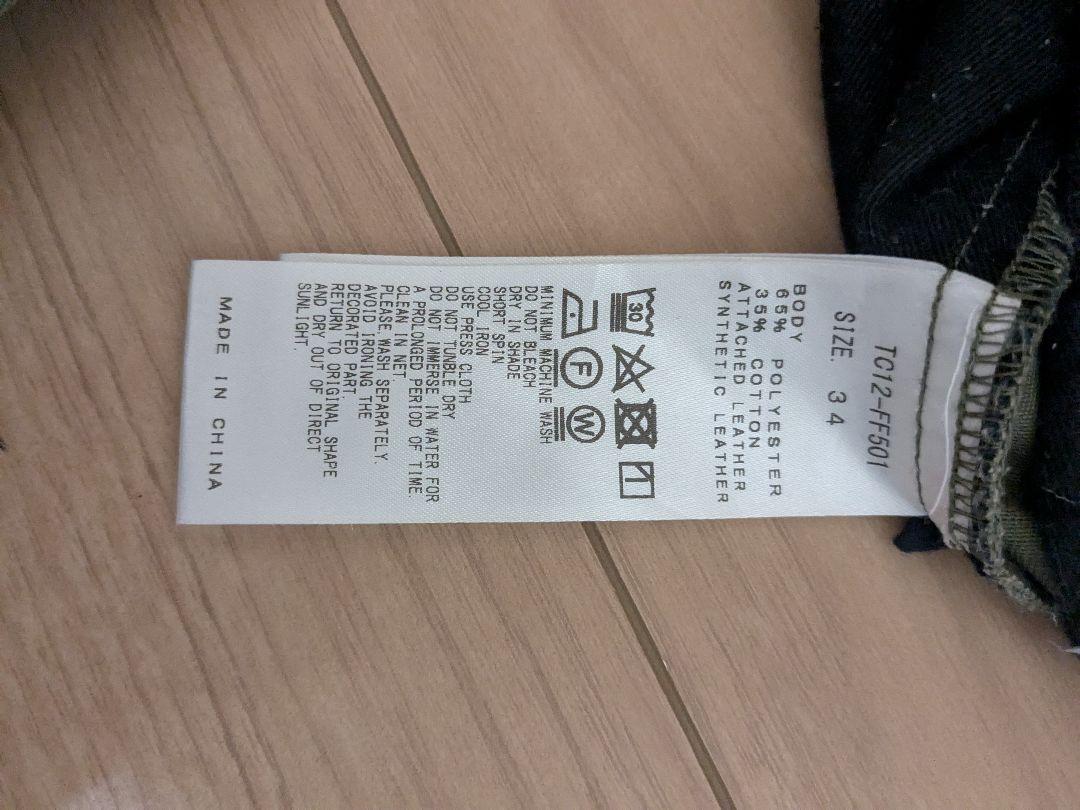 TC12-FF501
SIZE. 34
BODY
65% POLYESTER
35% COTTON
ATTACHED LEATHER
SYNTHETIC LEATHER
30
F W
MINIMUM MACHINE WASH
DO NOT BLEACH
DRY IN SHADE
SHORT SPIN
COOL IRON
USE PRESS CLOTH
DO NOT TUNBLE DRY
DO NOT IMMERSE IN WATER FOR
A PROLONGED PERIOD OF TIME.
CLEAN IN NET.
PLEASE WASH SEPARATELY.
AVOID IRONING THE
DECORATED PART.
RETURN TO ORIGINAL SHAPE
AND DRY OUT OF DIRECT
SUNLIGHT.
MADE IN CHINA